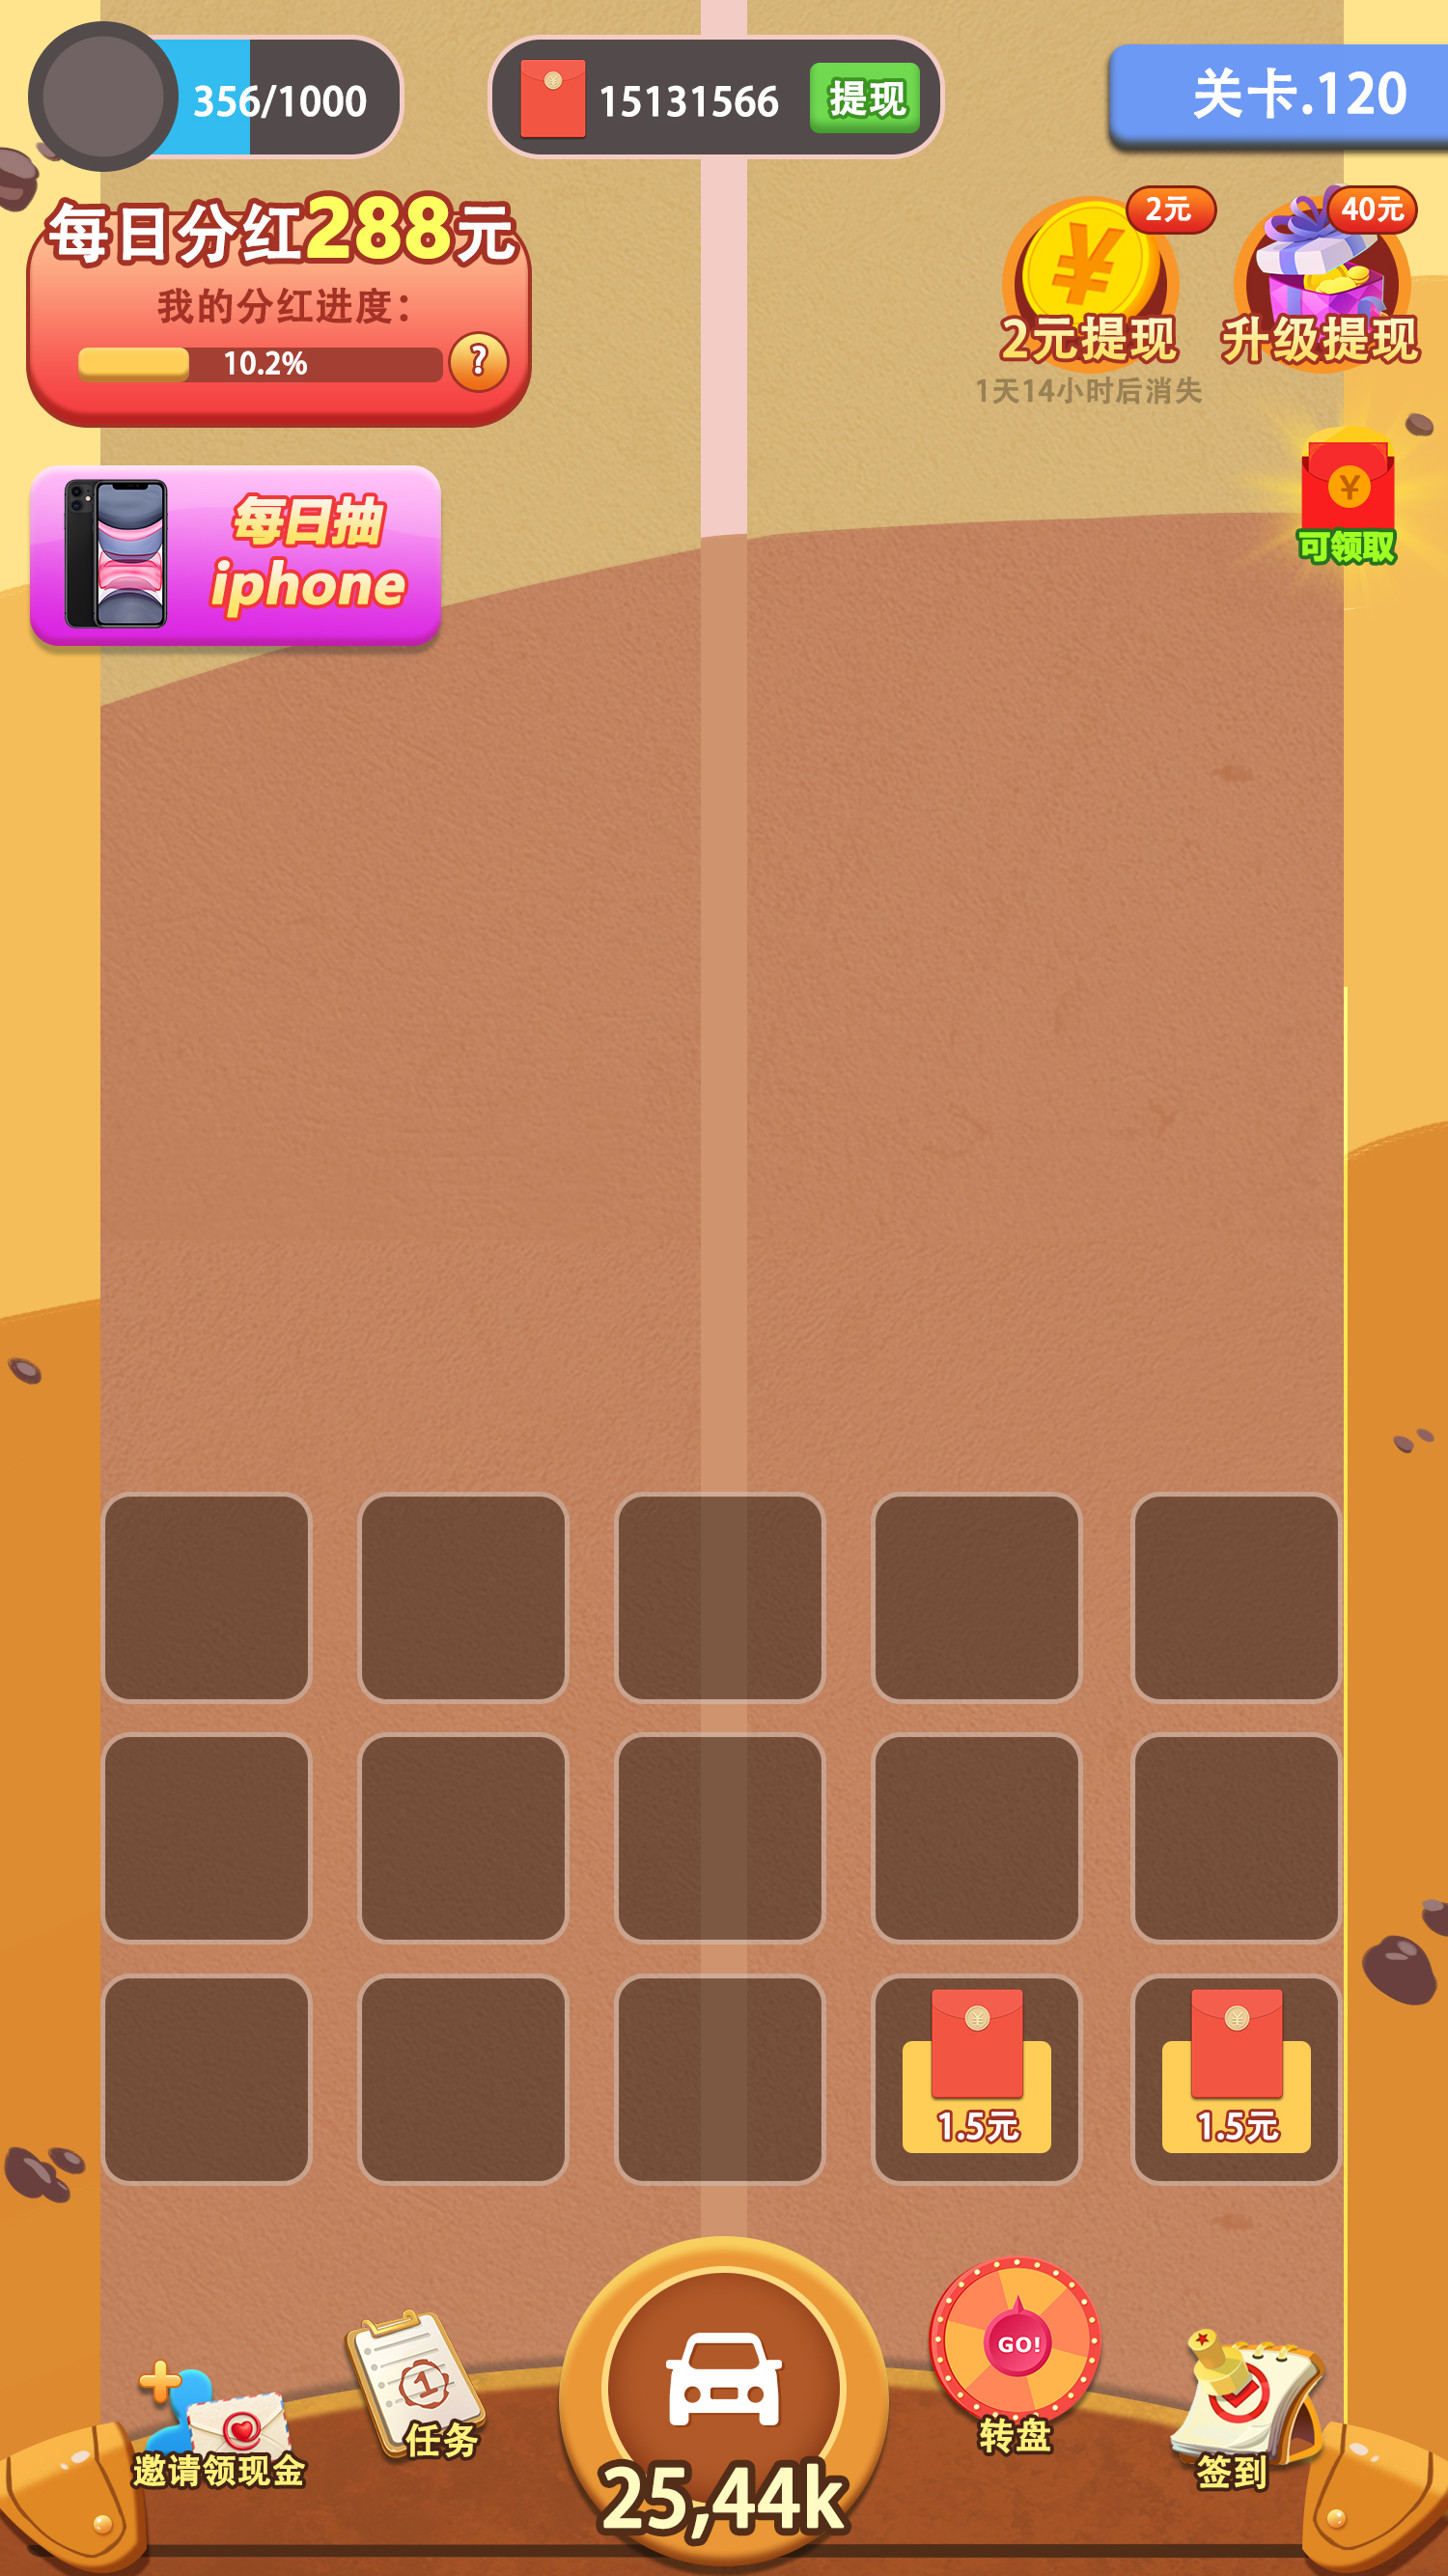 356/1000
15131566
提现
关卡.120
每日分红288元
我的分红进度：
10.2%
?
2元
2元提现
1天14小时后消失
40元
升级提现
可领取
每日抽
iphone
1.5元
1.5元
邀请领现金
任务
25,44k
GO!
转盘
签到